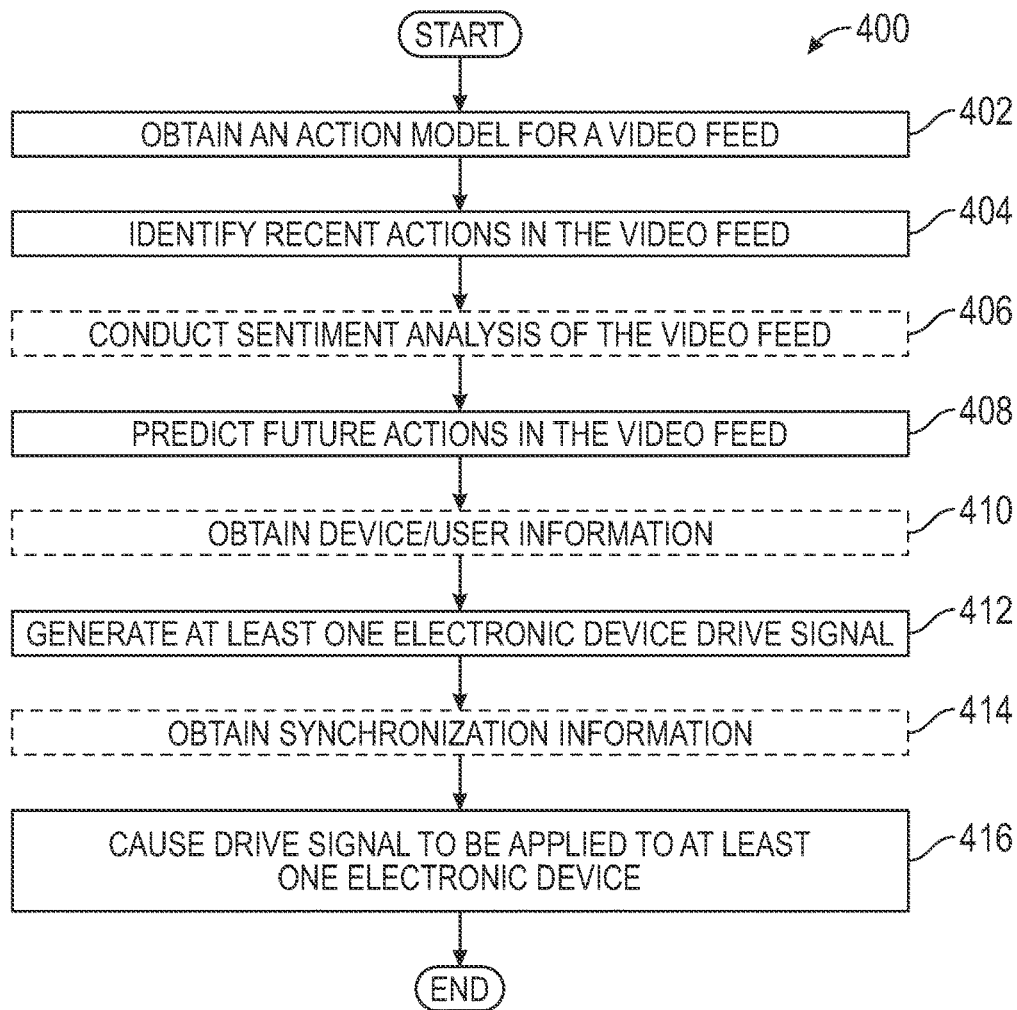 START
400
OBTAIN AN ACTION MODEL FOR A VIDEO FEED
402
IDENTIFY RECENT ACTIONS IN THE VIDEO FEED
404
CONDUCT SENTIMENT ANALYSIS OF THE VIDEO FEED
406
PREDICT FUTURE ACTIONS IN THE VIDEO FEED
408
OBTAIN DEVICE/USER INFORMATION
410
GENERATE AT LEAST ONE ELECTRONIC DEVICE DRIVE SIGNAL
412
OBTAIN SYNCHRONIZATION INFORMATION
414
CAUSE DRIVE SIGNAL TO BE APPLIED TO AT LEAST
ONE ELECTRONIC DEVICE
416
END